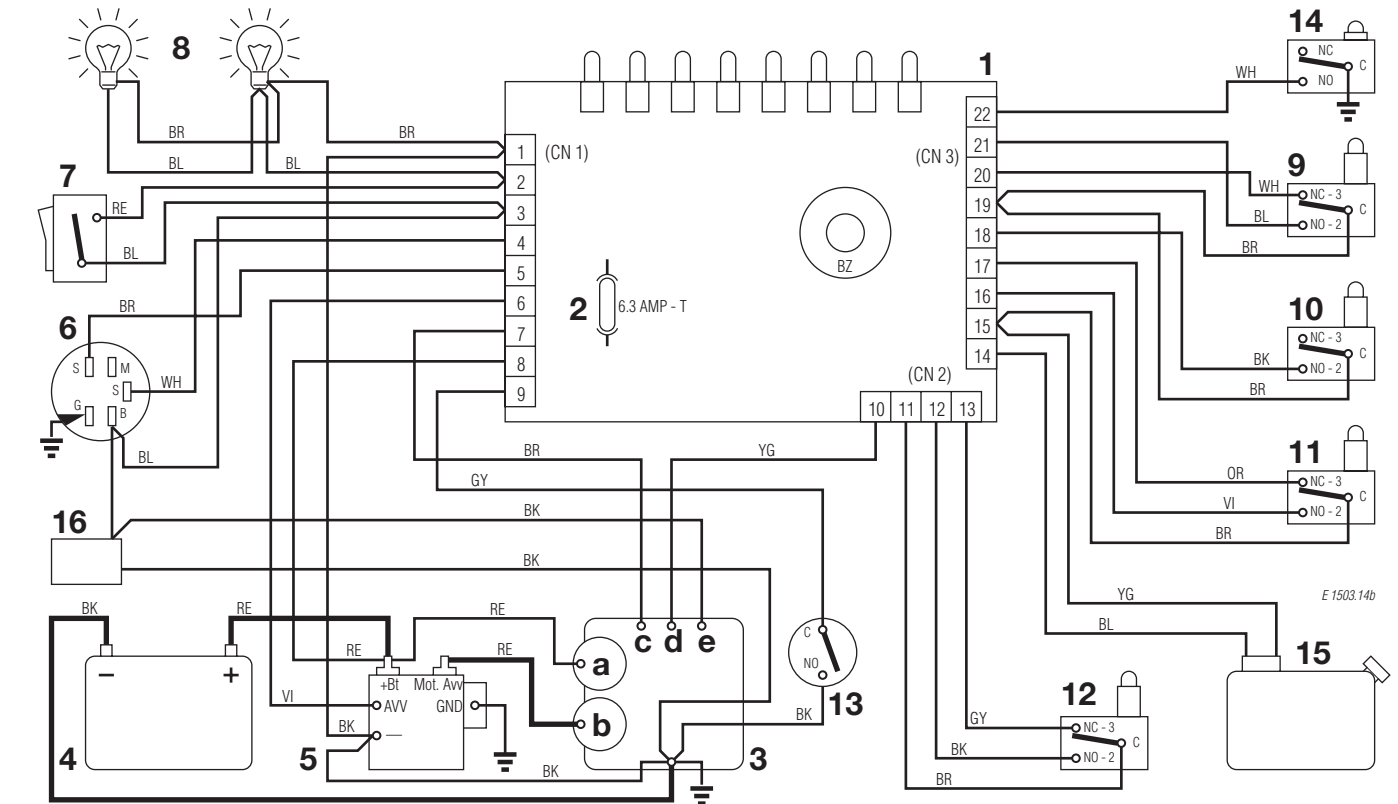 8
BR
BR
BL
BL
7
RE
BL
BR
6
S
M
S
WH
G
B
BL
16
BK
BK
BK
RE
RE
RE
RE
− +
4
5
+Bt
Mot. Avv
AVV
GND
—
VI
BK
BK
1
1
2
3
4
5
6
7
8
9
(CN 1)
2
6.3 AMP - T
BZ
(CN 3)
22
21
20
19
18
17
16
15
14
(CN 2)
10 11 12 13
BR
GY
YG
a
b
c d e
3
C
NO
13
BK
14
WH
NC
C
NO
9
WH
BL
BR
NC - 3
C
NO - 2
10
BK
BR
NC - 3
C
NO - 2
11
OR
VI
BR
NC - 3
C
NO - 2
E 1503.14b
YG
BL
15
12
GY
BK
BR
NC - 3
C
NO - 2